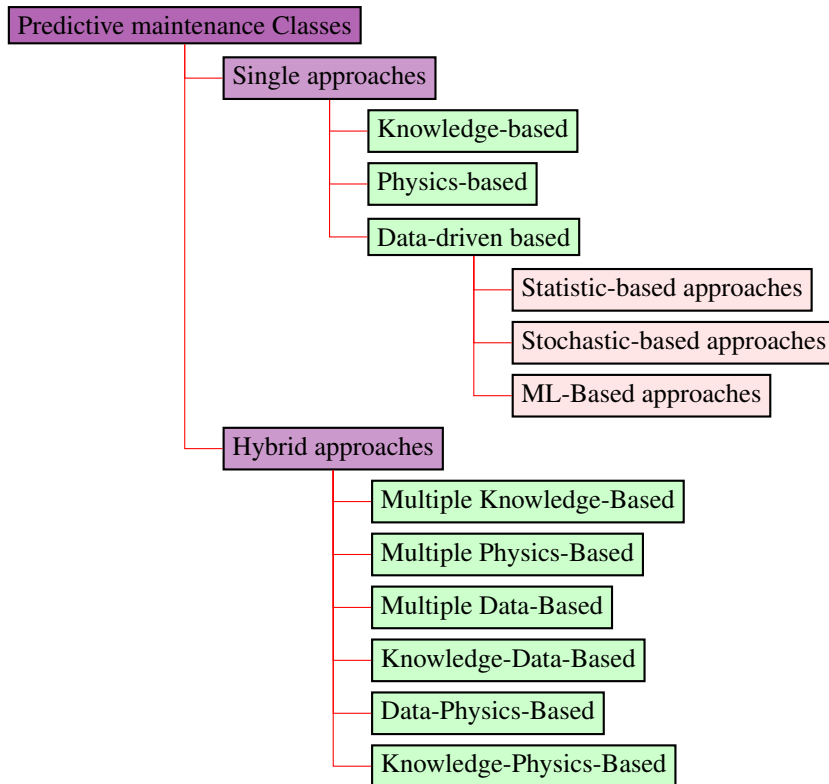 Predictive maintenance Classes
Single approaches
Knowledge-based
Physics-based
Data-driven based
Statistic-based approaches
Stochastic-based approaches
ML-Based approaches
Hybrid approaches
Multiple Knowledge-Based
Multiple Physics-Based
Multiple Data-Based
Knowledge-Data-Based
Data-Physics-Based
Knowledge-Physics-Based